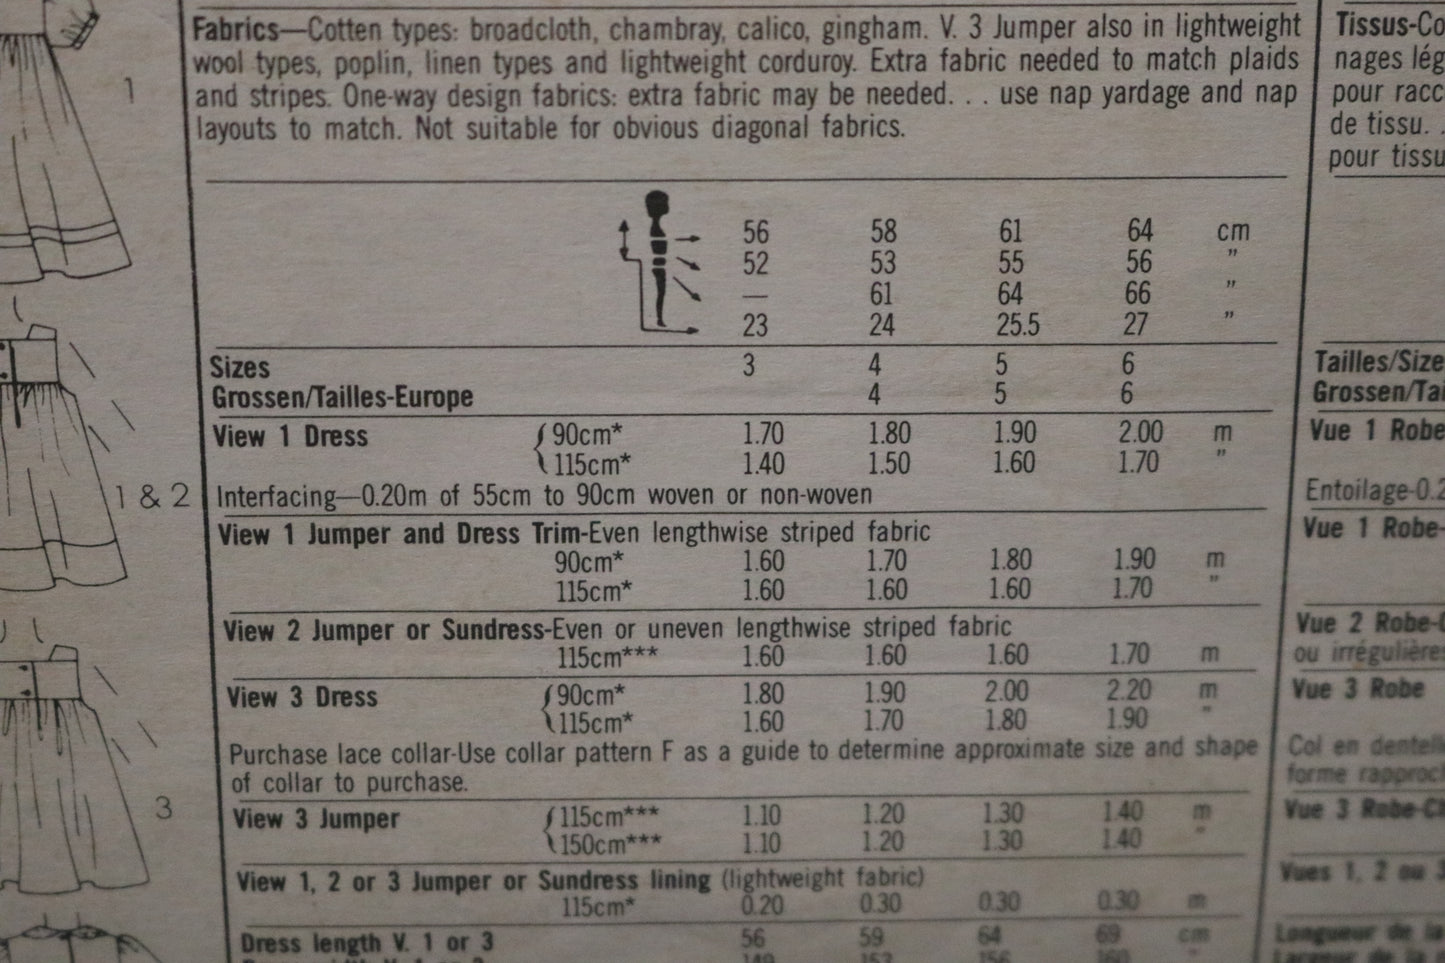 Fabrics—Cotten types: broadcloth, chambray, calico, gingham. V. 3 Jumper also in lightweight
wool types, poplin, linen types and lightweight corduroy. Extra fabric needed to match plaids
and stripes. One-way design fabrics: extra fabric may be needed. . . use nap yardage and nap
layouts to match. Not suitable for obvious diagonal fabrics.
56 58 61 64 cm
52 53 55 56 "
— 61 64 66 "
23 24 25.5 27 "
Sizes 3 4 5 6
Grossen/Tailles-Europe 4 5 6
View 1 Dress { 90cm* 1.70 1.80 1.90 2.00 m
115cm* 1.40 1.50 1.60 1.70 "
Interfacing—0.20m of 55cm to 90cm woven or non-woven
View 1 Jumper and Dress Trim-Even lengthwise striped fabric
90cm* 1.60 1.70 1.80 1.90 m
115cm* 1.60 1.60 1.60 1.70 "
View 2 Jumper or Sundress-Even or uneven lengthwise striped fabric
115cm*** 1.60 1.60 1.60 1.70 m
View 3 Dress { 90cm* 1.80 1.90 2.00 2.20 m
115cm* 1.60 1.70 1.80 1.90 "
Purchase lace collar-Use collar pattern F as a guide to determine approximate size and shape
of collar to purchase.
View 3 Jumper { 115cm*** 1.10 1.20 1.30 1.40 m
150cm*** 1.10 1.20 1.30 1.40 "
View 1, 2 or 3 Jumper or Sundress lining (lightweight fabric)
115cm* 0.20 0.30 0.30 0.30 m
Dress length V. 1 or 3 56 59 64 69 cm
1
1 & 2
3
Tissus-Co
nages lég
pour racc
de tissu. .
pour tissu
Tailles/Size
Grossen/Tai
Vue 1 Robe
Entoilage-0.2
Vue 1 Robe-
Vue 2 Robe-
ou irrégulières
Vue 3 Robe
Col en dentell
forme rapproc
Vue 3 Robe-Ch
Vues 1, 2 ou 3
Longueur de la